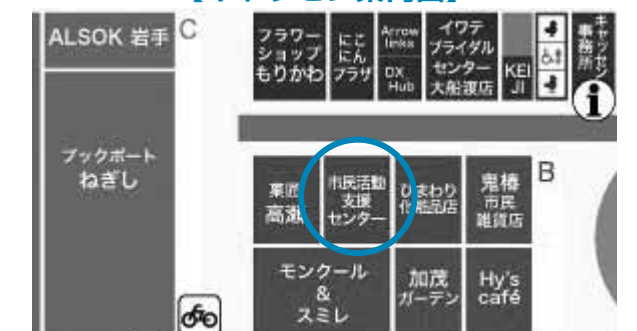 ALSOK 岩手
C
フラワー
ショップ
もりかわ
にこ
にん
プラザ
Arrow
links
DX
Hub
イワテ
ブライダル
センター
大船渡店
KEI
JI
キャッセン
事務所
i
ブックポート
ねぎし
菓匠
高瀬
市民活動
支援
センター
ひまわり
化粧品店
鬼椿
市民
雑貨店
B
モンクール
&
スミレ
加茂
ガーデン
Hy's
café